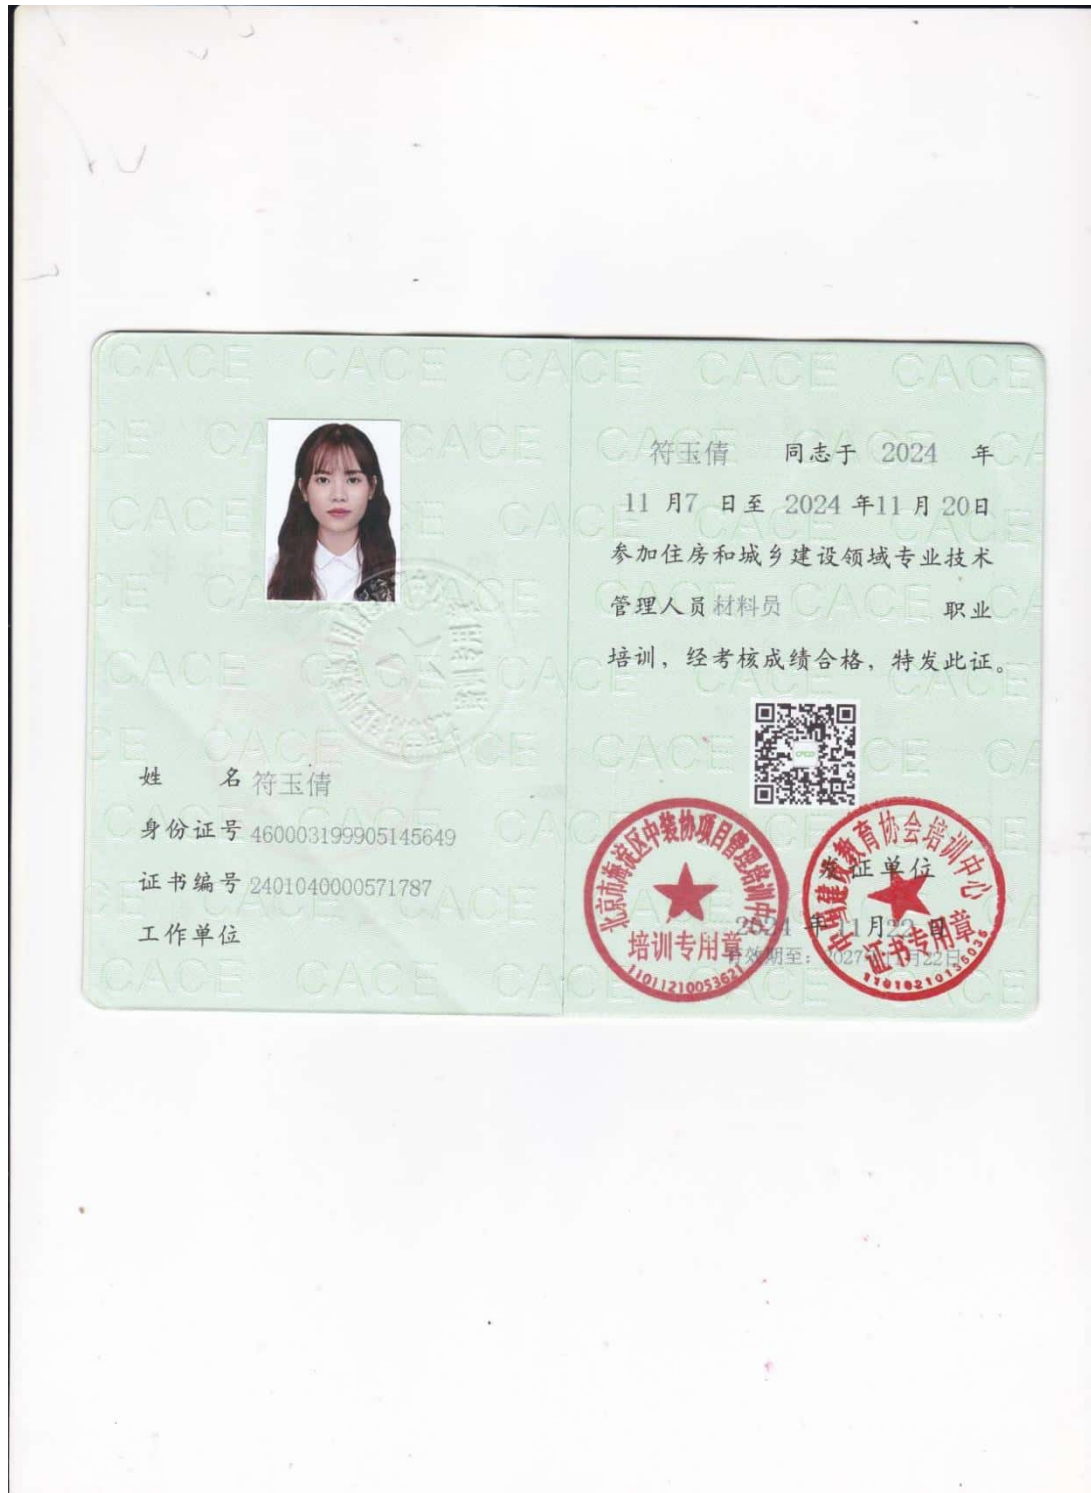 CACE
姓 名 符玉倩
身份证号 460003199905145649
证书编号 2401040000571787
工作单位
符玉倩 同志于 2024 年
11 月7 日至 2024 年11 月 20日
参加住房和城乡建设领域专业技术
管理人员材料员 职业
培训，经考核成绩合格，特发此证。
北京市海淀区中装协项目管理培训中心
培训专用章
1101121005362
中国建设教育协会培训中心
证书专用章
发证单位
2024 年 11 月 22 日
有效期至：2027年11月22日